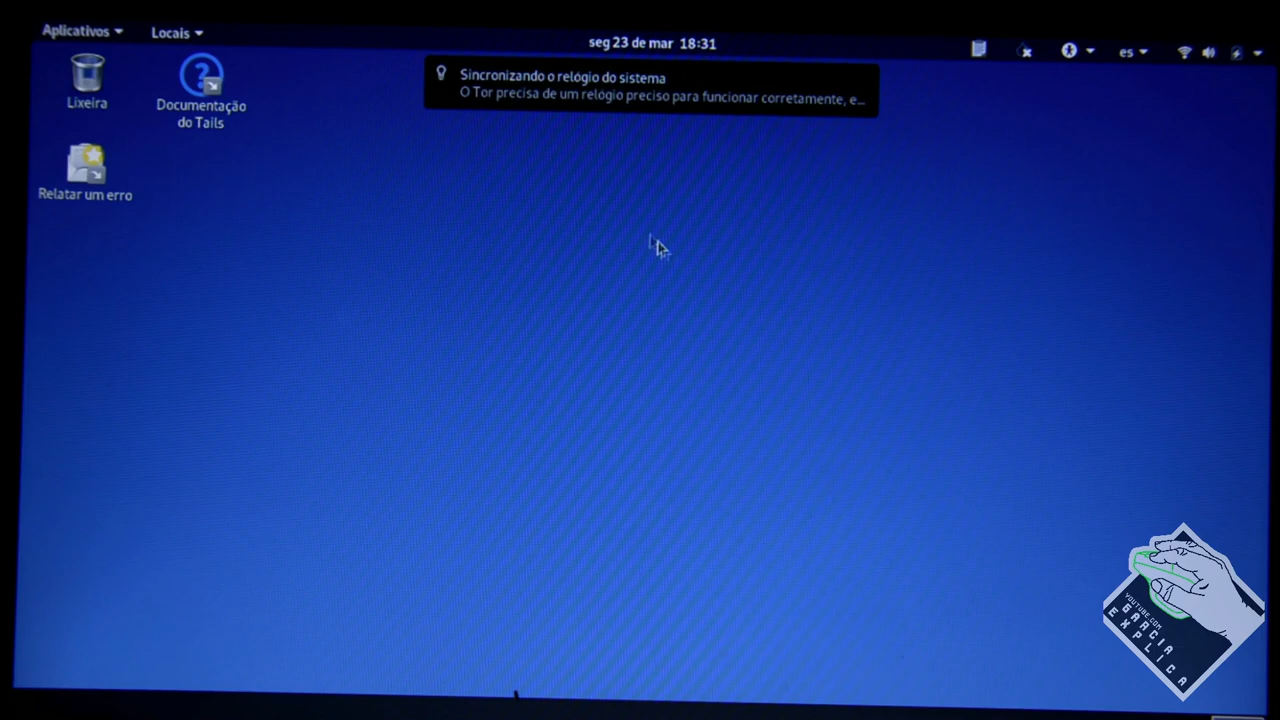 Aplicativos
Locais
seg 23 de mar 18:31
es
Sincronizando o relógio do sistema
O Tor precisa de um relógio preciso para funcionar corretamente, e...
Lixeira
Documentação
do Tails
Relatar um erro
YOUTUBE.COM
GARCIA
EXPLICA